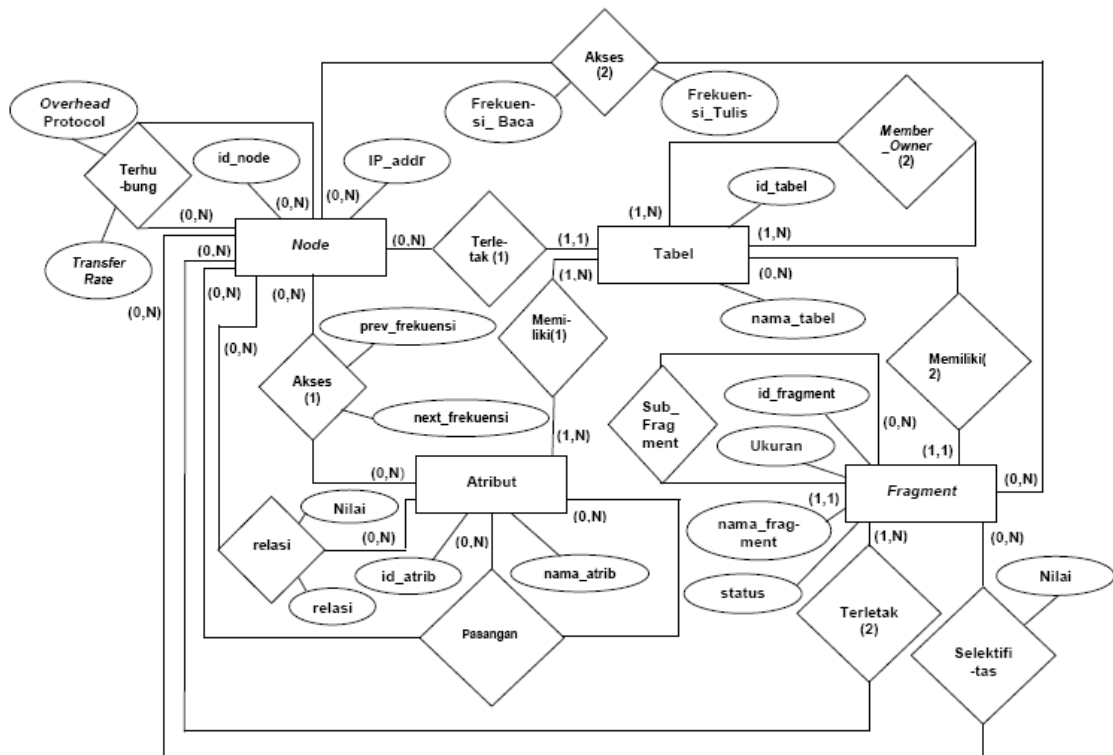 Akses
(2)
Overhead
Protocol
Frekuen-
si_ Baca
Frekuen-
si_Tulis
Member
_Owner
(2)
Terhu
-bung
id_node
IP_addr
id_tabel
(0,N)
(0,N)
(0,N)
(1,N)
(1,N)
Node
(0,N)
Terle-
tak (1)
(1,1)
Tabel
Transfer
Rate
(0,N)
(0,N)
(0,N)
(1,N)
(0,N)
(0,N)
nama_tabel
(0,N)
prev_frekuensi
Memi-
liki(1)
Memiliki(
2)
Akses
(1)
next_frekuensi
Sub_
Frag
ment
id_fragment
Ukuran
(0,N)
(1,N)
(1,1)
(0,N)
Atribut
Fragment
(0,N)
Nilai
(0,N)
(0,N)
(0,N)
nama_frag-
ment
(1,1)
(1,N)
(0,N)
relasi
id_atrib
nama_atrib
status
Nilai
relasi
Pasangan
Terletak
(2)
Selektifi
-tas